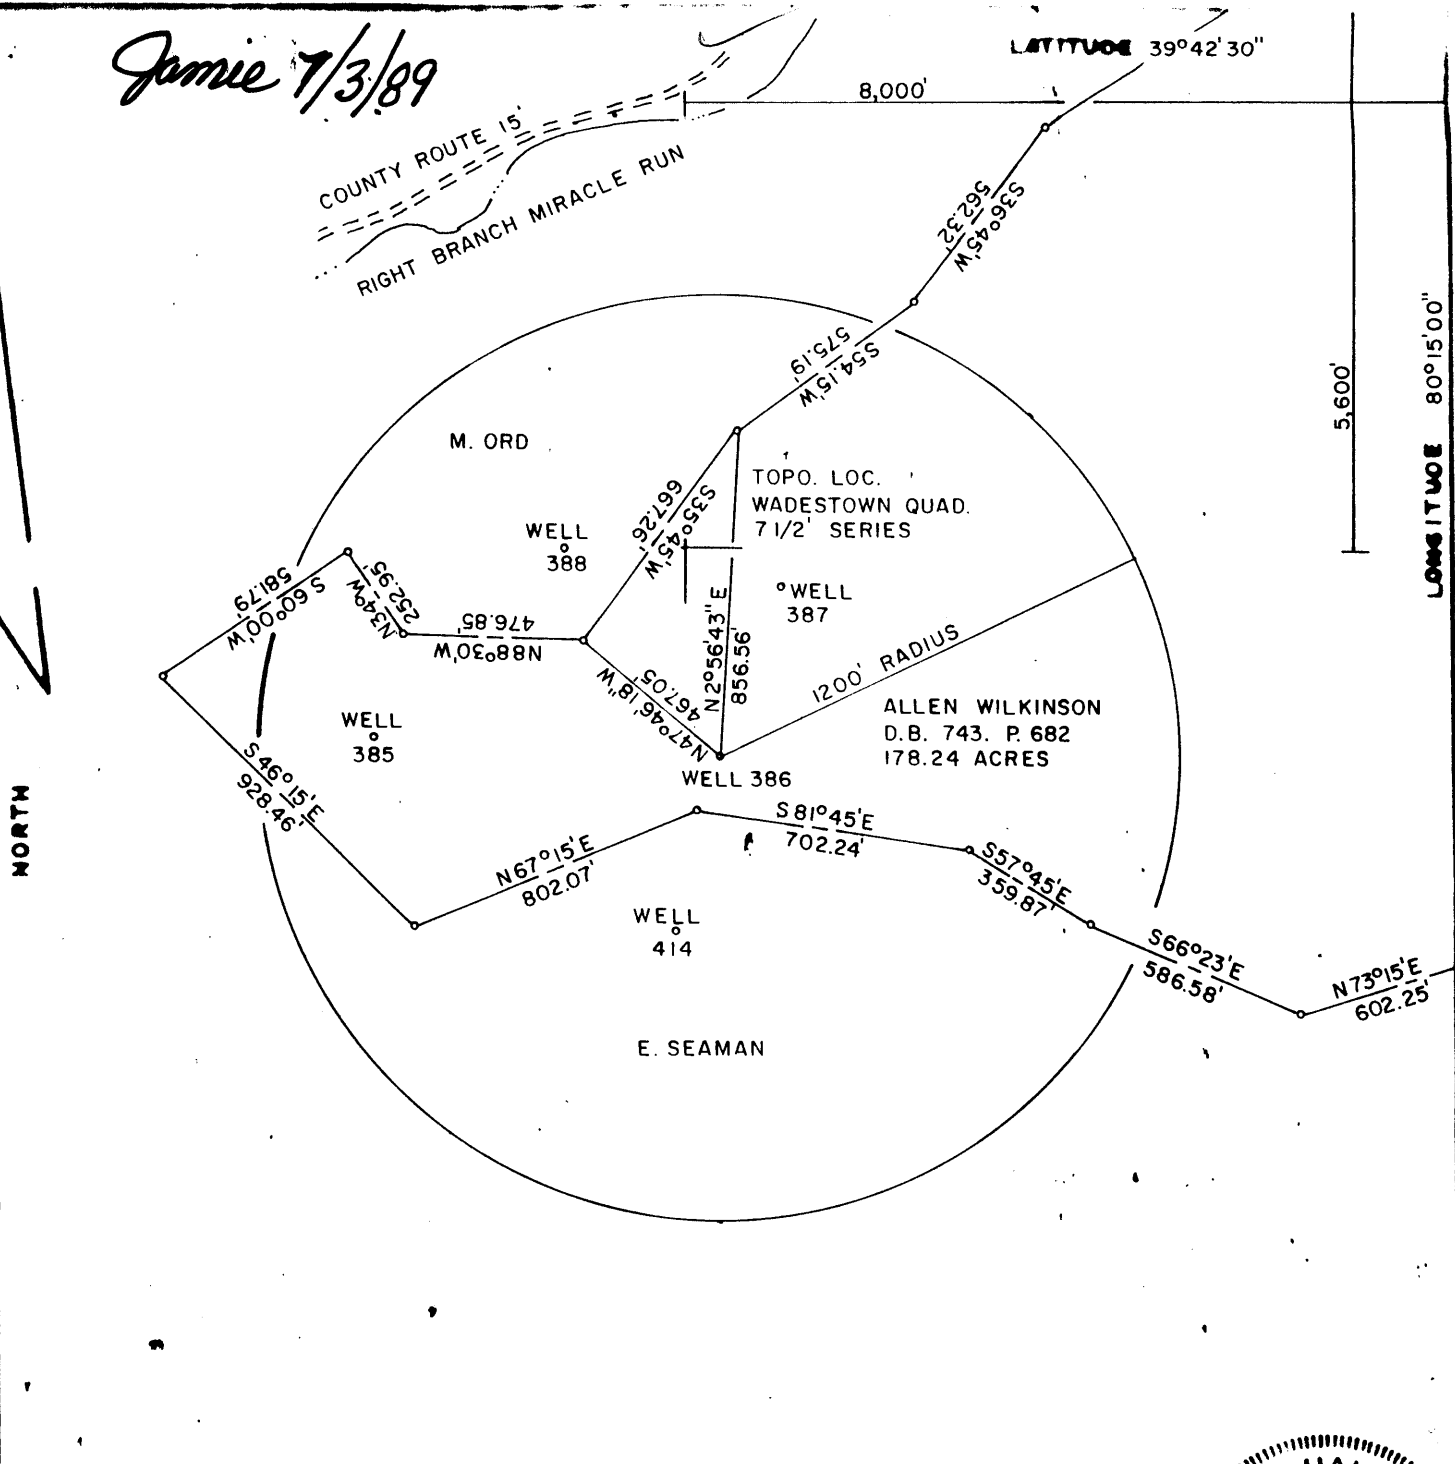 Jamie 7/3/89
LATITUDE 39°42'30"
8,000'
COUNTY ROUTE 15
RIGHT BRANCH MIRACLE RUN
S36°45'W
562.32'
S54.15'W
575.19'
5,600'
LONGITUDE 80°15'00"
M. ORD
TOPO. LOC.
WADESTOWN QUAD.
7 1/2' SERIES
S35°45'W
667.26'
WELL
388
WELL
387
S 60°00'W
581.79'
N34°W
252.95'
N88°30'W
476.85'
N2°56'43"E
856.56'
N47°46'18"W
467.05'
1200' RADIUS
ALLEN WILKINSON
D.B. 743. P. 682
178.24 ACRES
WELL
385
WELL 386
S46°15'E
928.46'
NORTH
S81°45'E
702.24'
N67°15'E
802.07'
S57°45'E
359.87'
WELL
414
S66°23'E
586.58'
N73°15'E
602.25'
E. SEAMAN